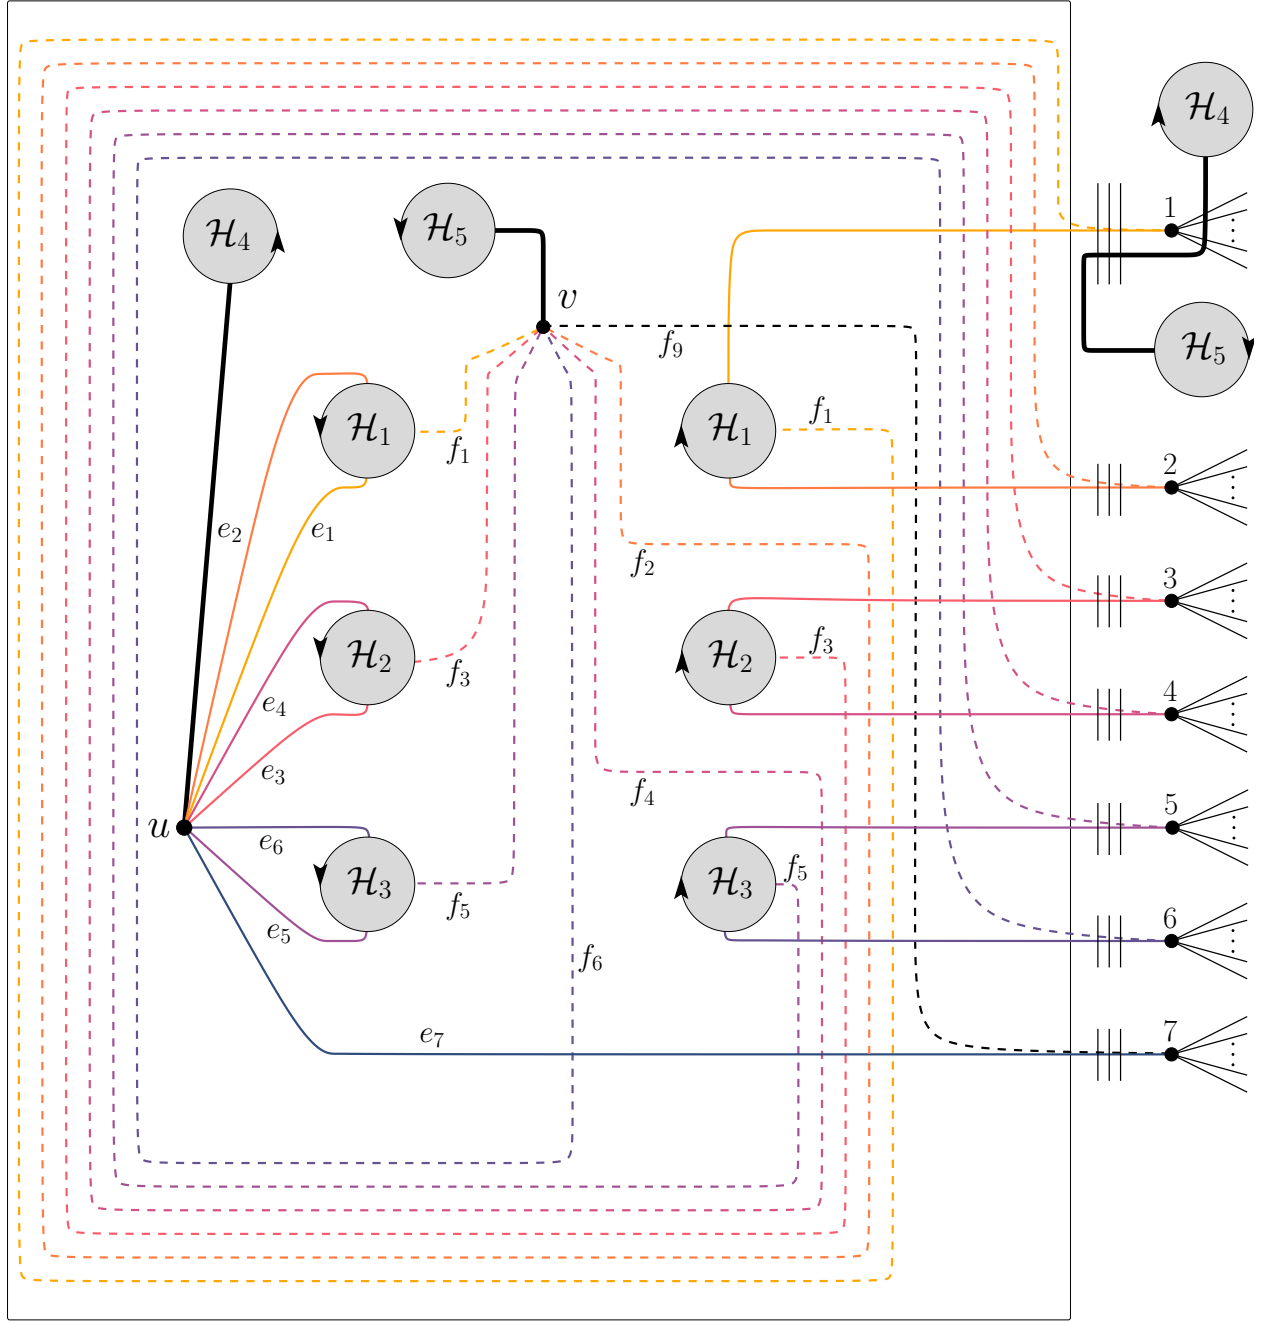 ℋ₄
1
ℋ₄
ℋ₅
v
f₉
ℋ₅
ℋ₁
f₁
ℋ₁
f₁
2
e₂
e₁
f₂
3
ℋ₂
f₃
ℋ₂
f₃
4
e₄
e₃
f₄
5
u
e₆
ℋ₃
f₅
ℋ₃
f₅
6
e₅
f₆
7
e₇